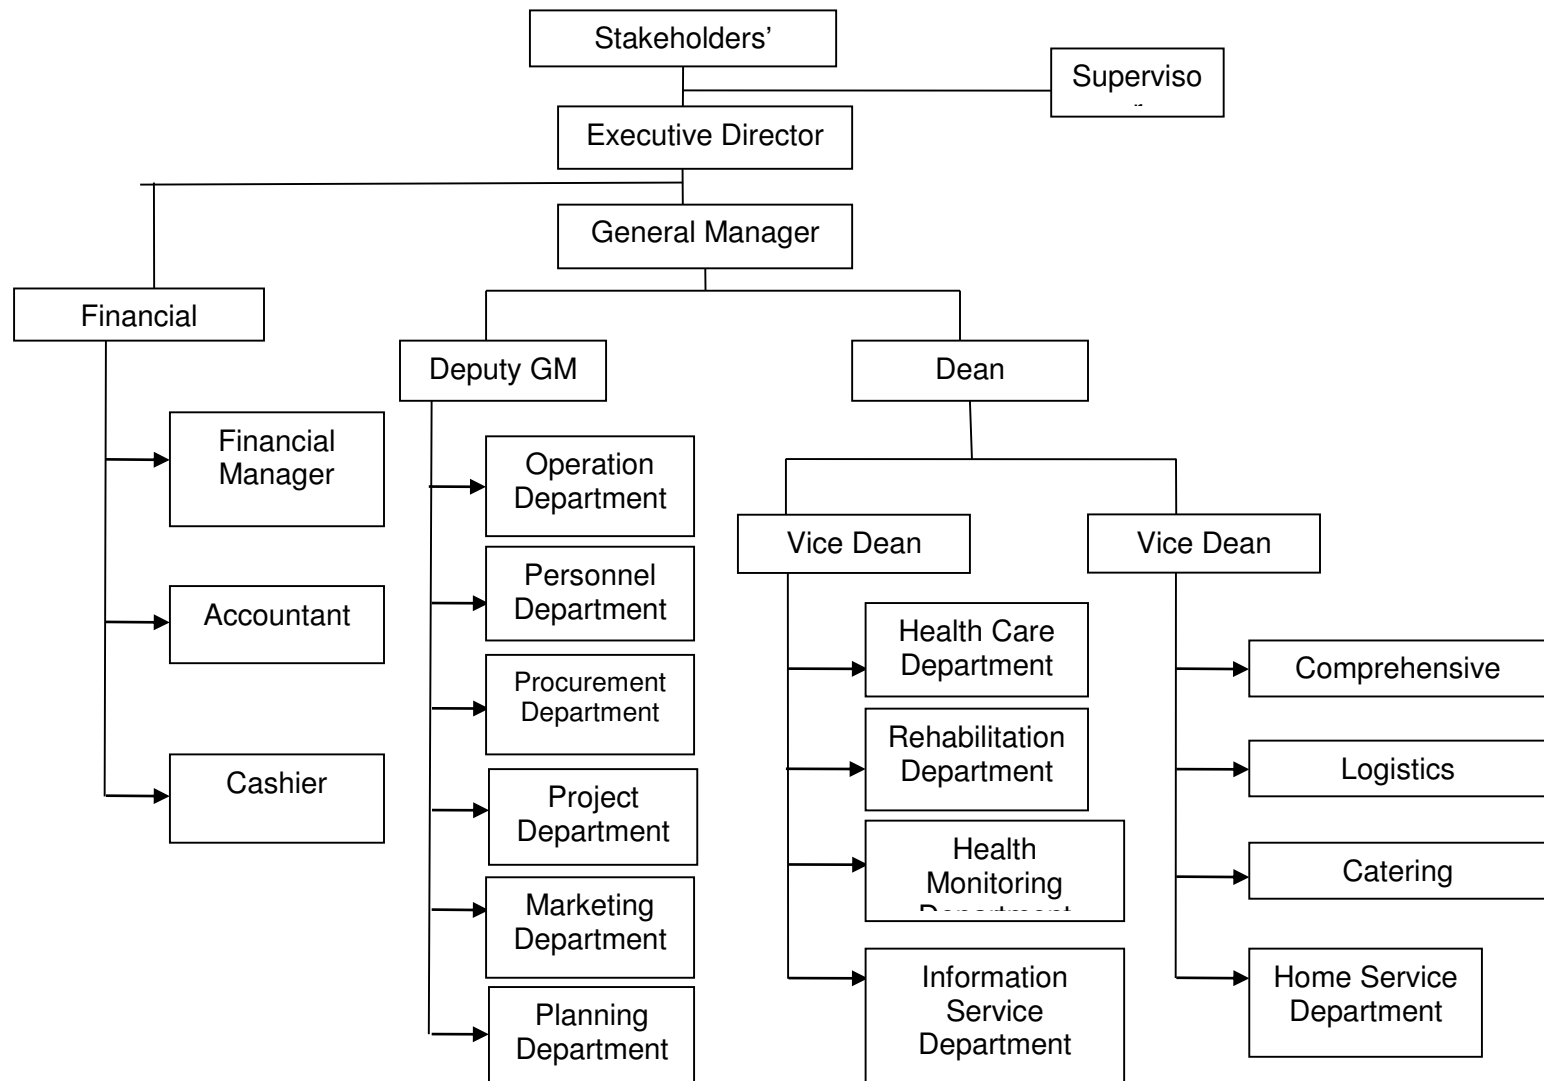 Stakeholders’
Superviso
Executive Director
General Manager
Financial
Deputy GM
Dean
Financial
Manager
Accountant
Cashier
Operation
Department
Personnel
Department
Procurement
Department
Project
Department
Marketing
Department
Planning
Department
Vice Dean
Vice Dean
Health Care
Department
Rehabilitation
Department
Health
Monitoring
Department
Information
Service
Department
Comprehensive
Logistics
Catering
Home Service
Department